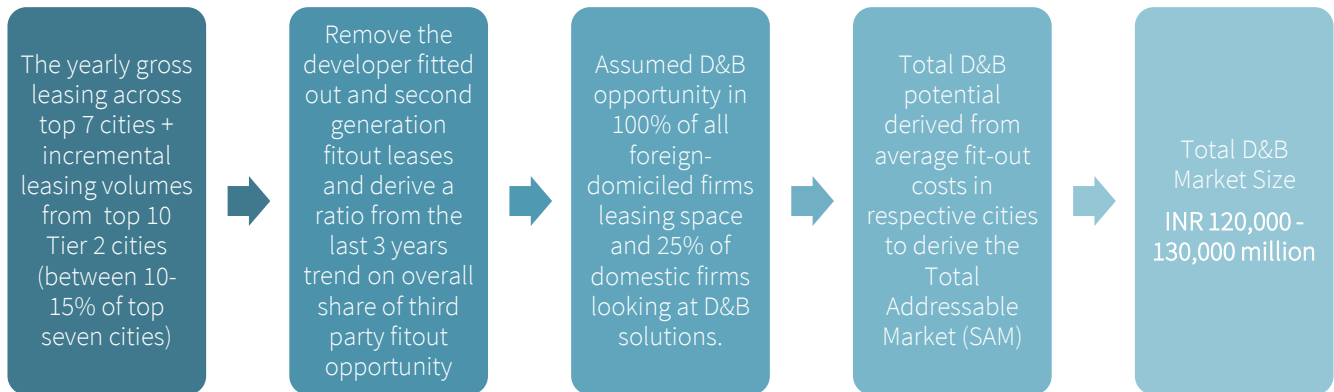 The yearly gross
leasing across
top 7 cities +
incremental
leasing volumes
from top 10
Tier 2 cities
(between 10-
15% of top
seven cities)
Remove the
developer fitted
out and second
generation
fitout leases
and derive a
ratio from the
last 3 years
trend on overall
share of third
party fitout
opportunity
Assumed D&B
opportunity in
100% of all
foreign-
domiciled firms
leasing space
and 25% of
domestic firms
looking at D&B
solutions.
Total D&B
potential
derived from
average fit-out
costs in
respective cities
to derive the
Total
Addressable
Market (SAM)
Total D&B
Market Size
INR 120,000 -
130,000 million